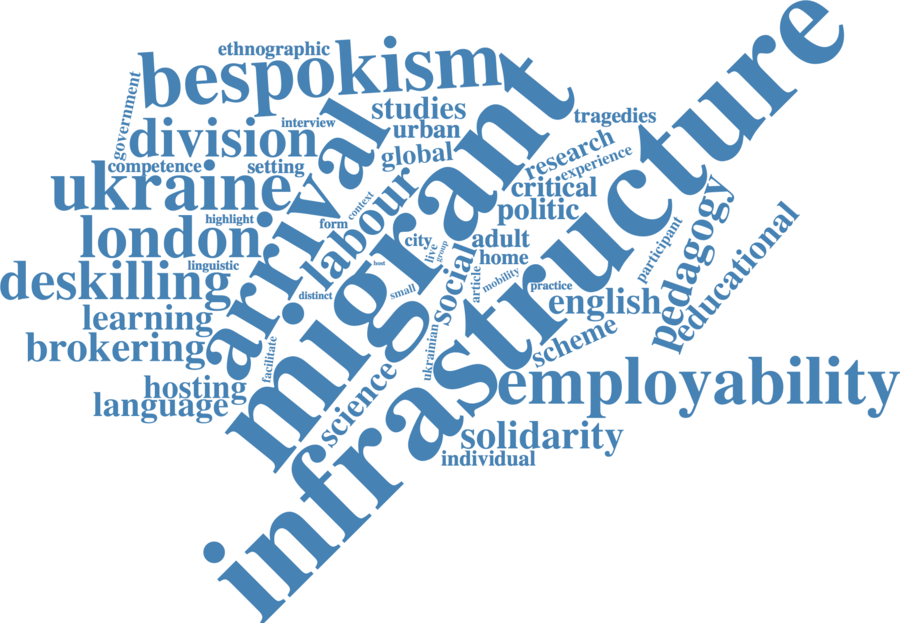 ethnographic
bespokism
government
studies
interview
division
urban
tragedies
infrastructure
migrant
arrival
global
research
experience
competence
setting
ukraine
critical
labour
context
politic
pedagogy
highlight
form
london
city
live
group
adult
participant
educational
linguistic
host
home
social
deskilling
distinct
small
article
mobility
practice
english
learning
brokering
facilitate
ukrainian
scheme
hosting
language
science
employability
solidarity
individual